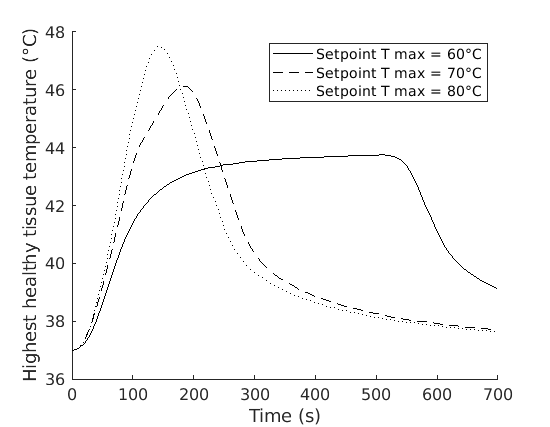 48
46
44
42
40
38
36
Highest healthy tissue temperature (°C)
Setpoint T max = 60°C
Setpoint T max = 70°C
Setpoint T max = 80°C
0 100 200 300 400 500 600 700
Time (s)